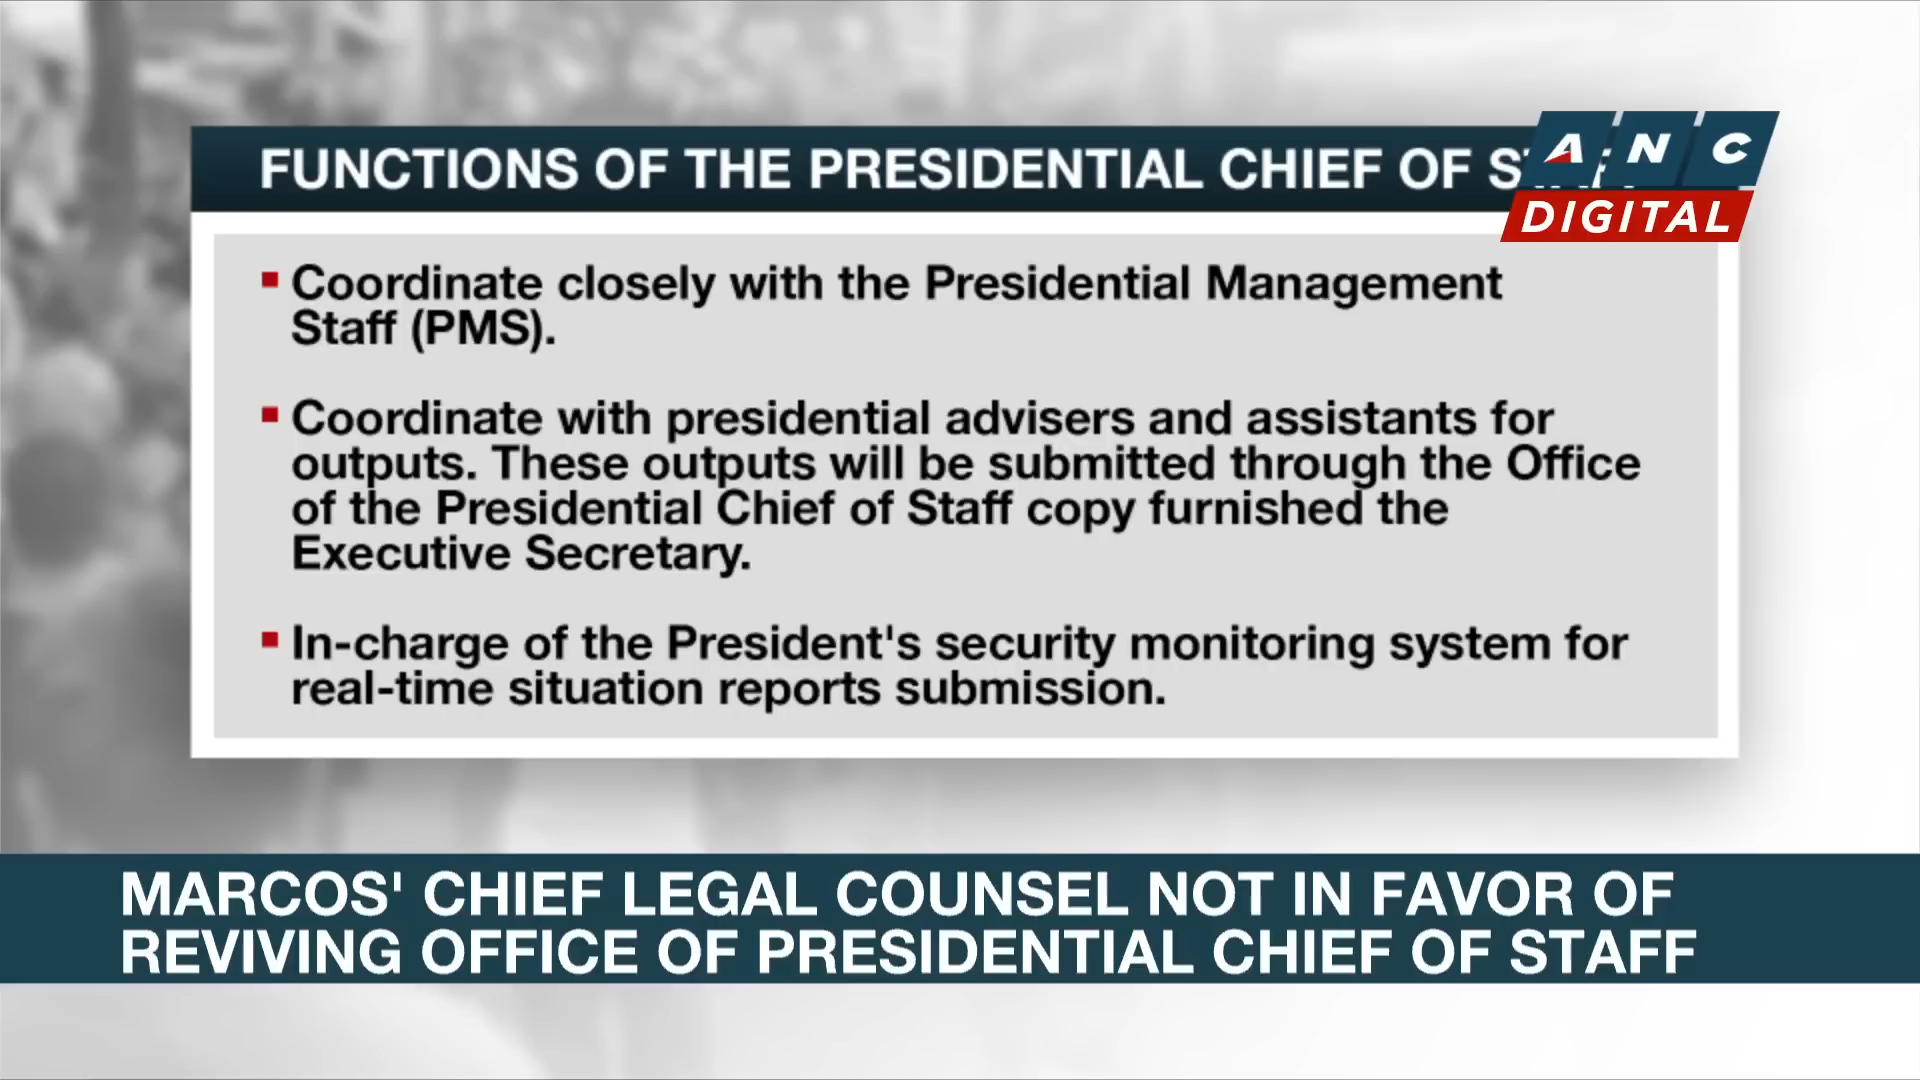 FUNCTIONS OF THE PRESIDENTIAL CHIEF OF
ANC
DIGITAL
Coordinate closely with the Presidential Management
Staff (PMS).
Coordinate with presidential advisers and assistants for
outputs. These outputs will be submitted through the Office
of the Presidential Chief of Staff copy furnished the
Executive Secretary.
In-charge of the President's security monitoring system for
real-time situation reports submission.
MARCOS' CHIEF LEGAL COUNSEL NOT IN FAVOR OF
REVIVING OFFICE OF PRESIDENTIAL CHIEF OF STAFF